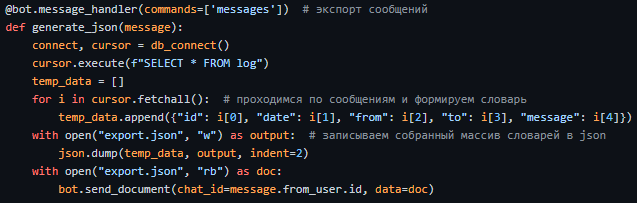 @bot.message_handler(commands=['messages'])  # экспорт сообщений
def generate_json(message):
    connect, cursor = db_connect()
    cursor.execute(f"SELECT * FROM log")
    temp_data = []
    for i in cursor.fetchall():  # проходимся по сообщениям и формируем словарь
        temp_data.append({"id": i[0], "date": i[1], "from": i[2], "to": i[3], "message": i[4]})
    with open("export.json", "w") as output:  # записываем собранный массив словарей в json
        json.dump(temp_data, output, indent=2)
    with open("export.json", "rb") as doc:
        bot.send_document(chat_id=message.from_user.id, data=doc)